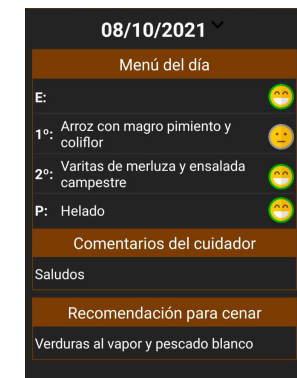 08/10/2021
Menú del día
E:
1º: Arroz con magro pimiento y
coliflor
2º: Varitas de merluza y ensalada
campestre
P: Helado
Comentarios del cuidador
Saludos
Recomendación para cenar
Verduras al vapor y pescado blanco